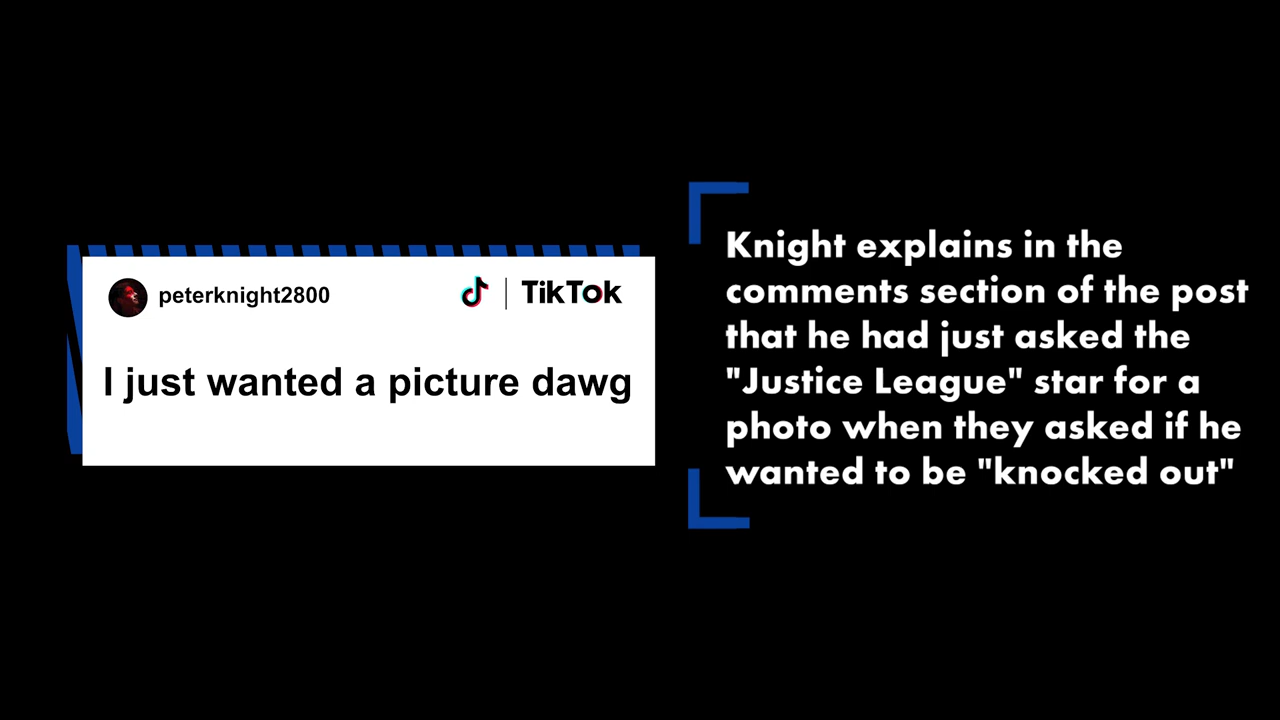 peterknight2800
TikTok
I just wanted a picture dawg
Knight explains in the
comments section of the post
that he had just asked the
"Justice League" star for a
photo when they asked if he
wanted to be "knocked out"